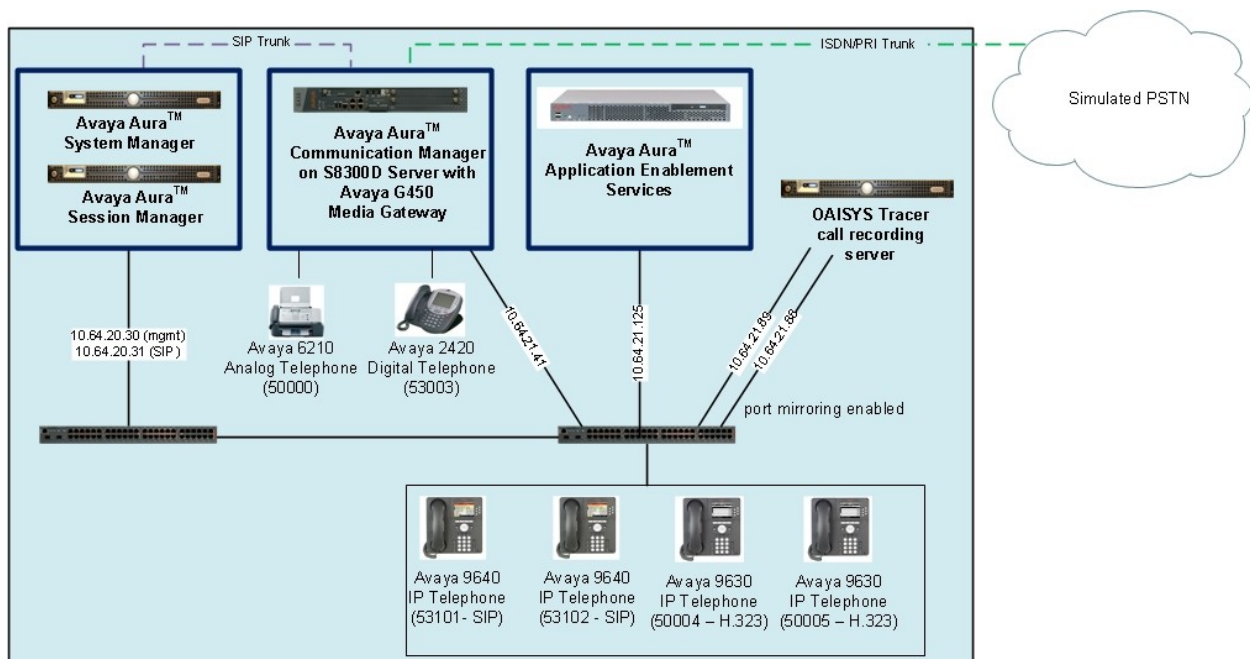 SIP Trunk
ISDN/PRI Trunk
Simulated PSTN
Avaya Aura™
System Manager
Avaya Aura™
Session Manager
Avaya Aura™
Communication Manager
on S8300D Server with
Avaya G450
Media Gateway
Avaya Aura™
Application Enablement
Services
OAISYS Tracer
call recording
server
10.64.20.30 (mgmt)
10.64.20.31 (SIP)
Avaya 6210
Analog Telephone
(50000)
Avaya 2420
Digital Telephone
(53003)
10.64.21.41
10.64.21.125
10.64.21.89
10.64.21.88
port mirroring enabled
Avaya 9640
IP Telephone
(53101- SIP)
Avaya 9640
IP Telephone
(53102 - SIP)
Avaya 9630
IP Telephone
(50004 – H.323)
Avaya 9630
IP Telephone
(50005 – H.323)